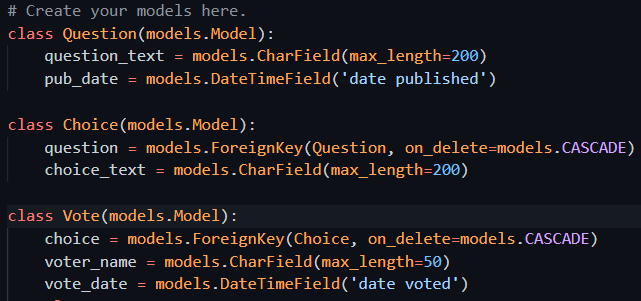 # Create your models here.
class Question(models.Model):
    question_text = models.CharField(max_length=200)
    pub_date = models.DateTimeField('date published')

class Choice(models.Model):
    question = models.ForeignKey(Question, on_delete=models.CASCADE)
    choice_text = models.CharField(max_length=200)

class Vote(models.Model):
    choice = models.ForeignKey(Choice, on_delete=models.CASCADE)
    voter_name = models.CharField(max_length=50)
    vote_date = models.DateTimeField('date voted')